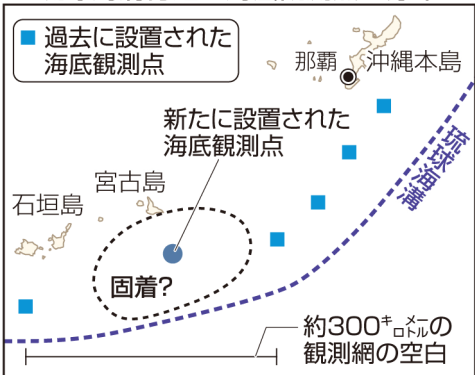 過去に設置された
海底観測点
那覇
沖縄本島
新たに設置された
海底観測点
琉球海溝
宮古島
石垣島
固着?
約300キロメートルの
観測網の空白